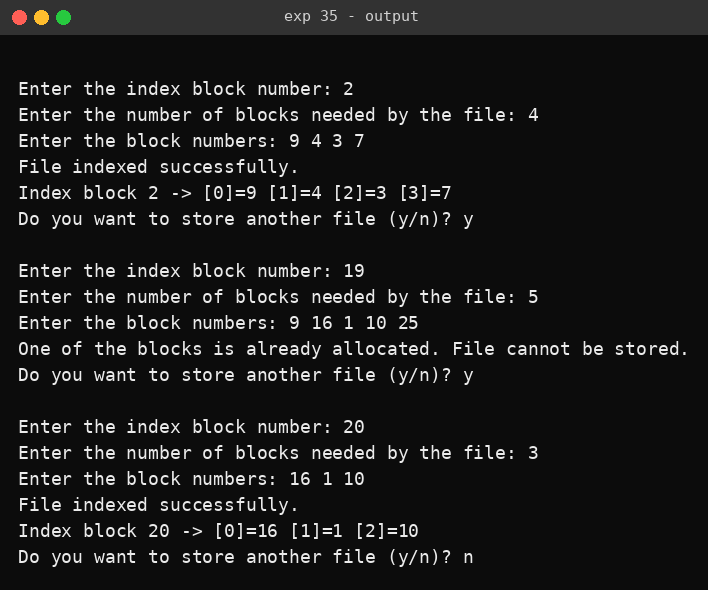 exp 35 - output
Enter the index block number: 2
Enter the number of blocks needed by the file: 4
Enter the block numbers: 9 4 3 7
File indexed successfully.
Index block 2 -> [0]=9 [1]=4 [2]=3 [3]=7
Do you want to store another file (y/n)? y
Enter the index block number: 19
Enter the number of blocks needed by the file: 5
Enter the block numbers: 9 16 1 10 25
One of the blocks is already allocated. File cannot be stored.
Do you want to store another file (y/n)? y
Enter the index block number: 20
Enter the number of blocks needed by the file: 3
Enter the block numbers: 16 1 10
File indexed successfully.
Index block 20 -> [0]=16 [1]=1 [2]=10
Do you want to store another file (y/n)? n